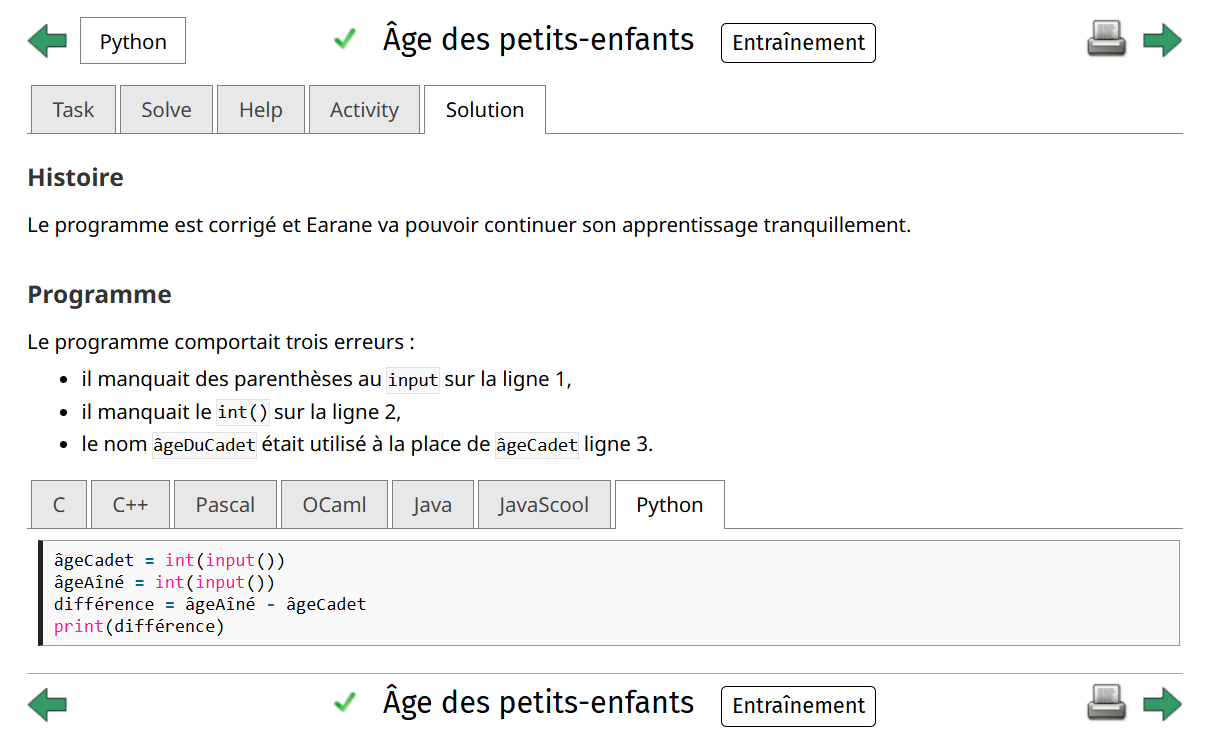 Python
Âge des petits-enfants
Entraînement
Task Solve Help Activity Solution
Histoire
Le programme est corrigé et Earane va pouvoir continuer son apprentissage tranquillement.
Programme
Le programme comportait trois erreurs :
• il manquait des parenthèses au input sur la ligne 1,
• il manquait le int() sur la ligne 2,
• le nom âgeDuCadet était utilisé à la place de âgeCadet ligne 3.
C C++ Pascal OCaml Java JavaScool Python
âgeCadet = int(input())
âgeAîné = int(input())
différence = âgeAîné - âgeCadet
print(différence)
Âge des petits-enfants
Entraînement